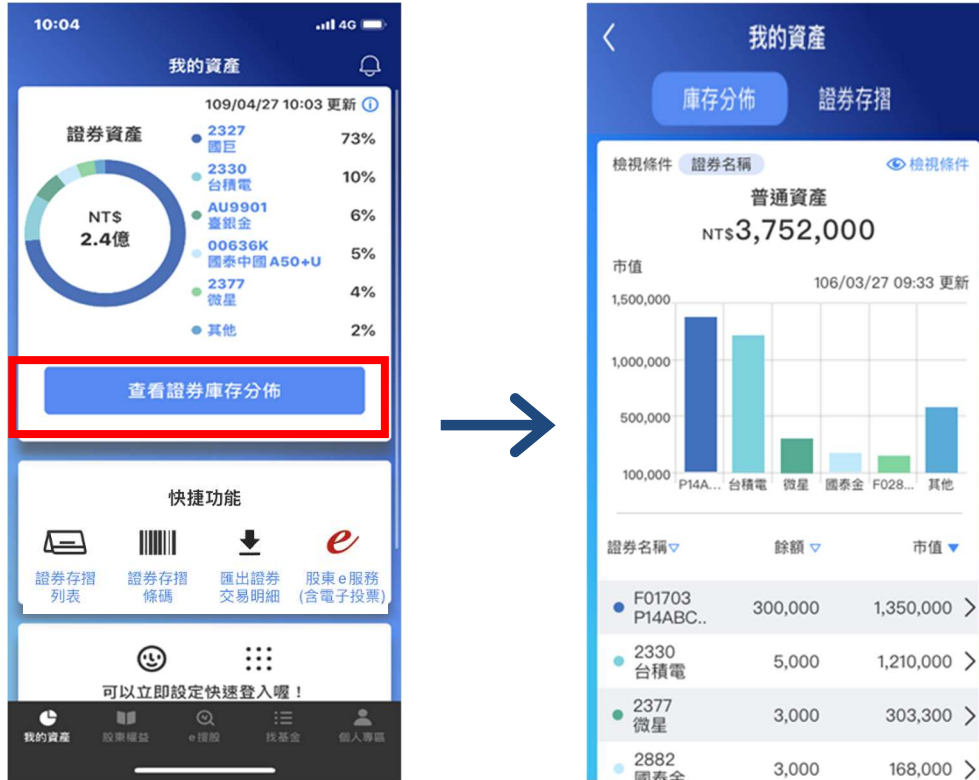 10:04
4G
我的資產
109/04/27 10:03 更新
證券資產
NT$
2.4億
2327
國巨
73%
2330
台積電
10%
AU9901
臺銀金
6%
00636K
國泰中國A50+U
5%
2377
微星
4%
其他
2%
查看證券庫存分佈
快捷功能
證券存摺
列表
證券存摺
條碼
匯出證券
交易明細
股東e服務
(含電子投票)
可以立即設定快速登入喔！
我的資產
股東權益
e搜股
找基金
個人專區
我的資產
庫存分佈
證券存摺
檢視條件
證券名稱
檢視條件
普通資產
NT$3,752,000
市值
106/03/27 09:33 更新
1,500,000
1,000,000
500,000
100,000
P14A... 台積電 微星 國泰金 F028... 其他
證券名稱 餘額 市值
F01703
P14ABC..
300,000
1,350,000
2330
台積電
5,000
1,210,000
2377
微星
3,000
303,300
2882
國泰金
3,000
168,000